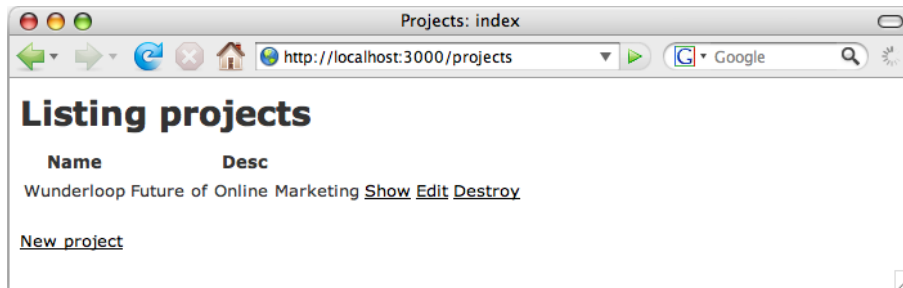 Projects: index
http://localhost:3000/projects G Google
Listing projects
Name Desc
Wunderloop Future of Online Marketing Show Edit Destroy
New project